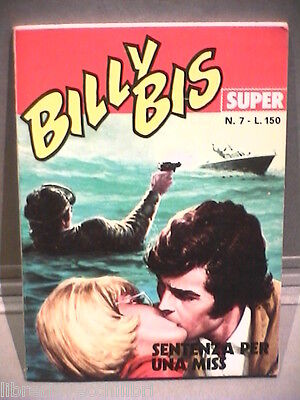 BILLY
BIS
SUPER
N. 7 - L. 150
SENTENZA PER
UNA MISS